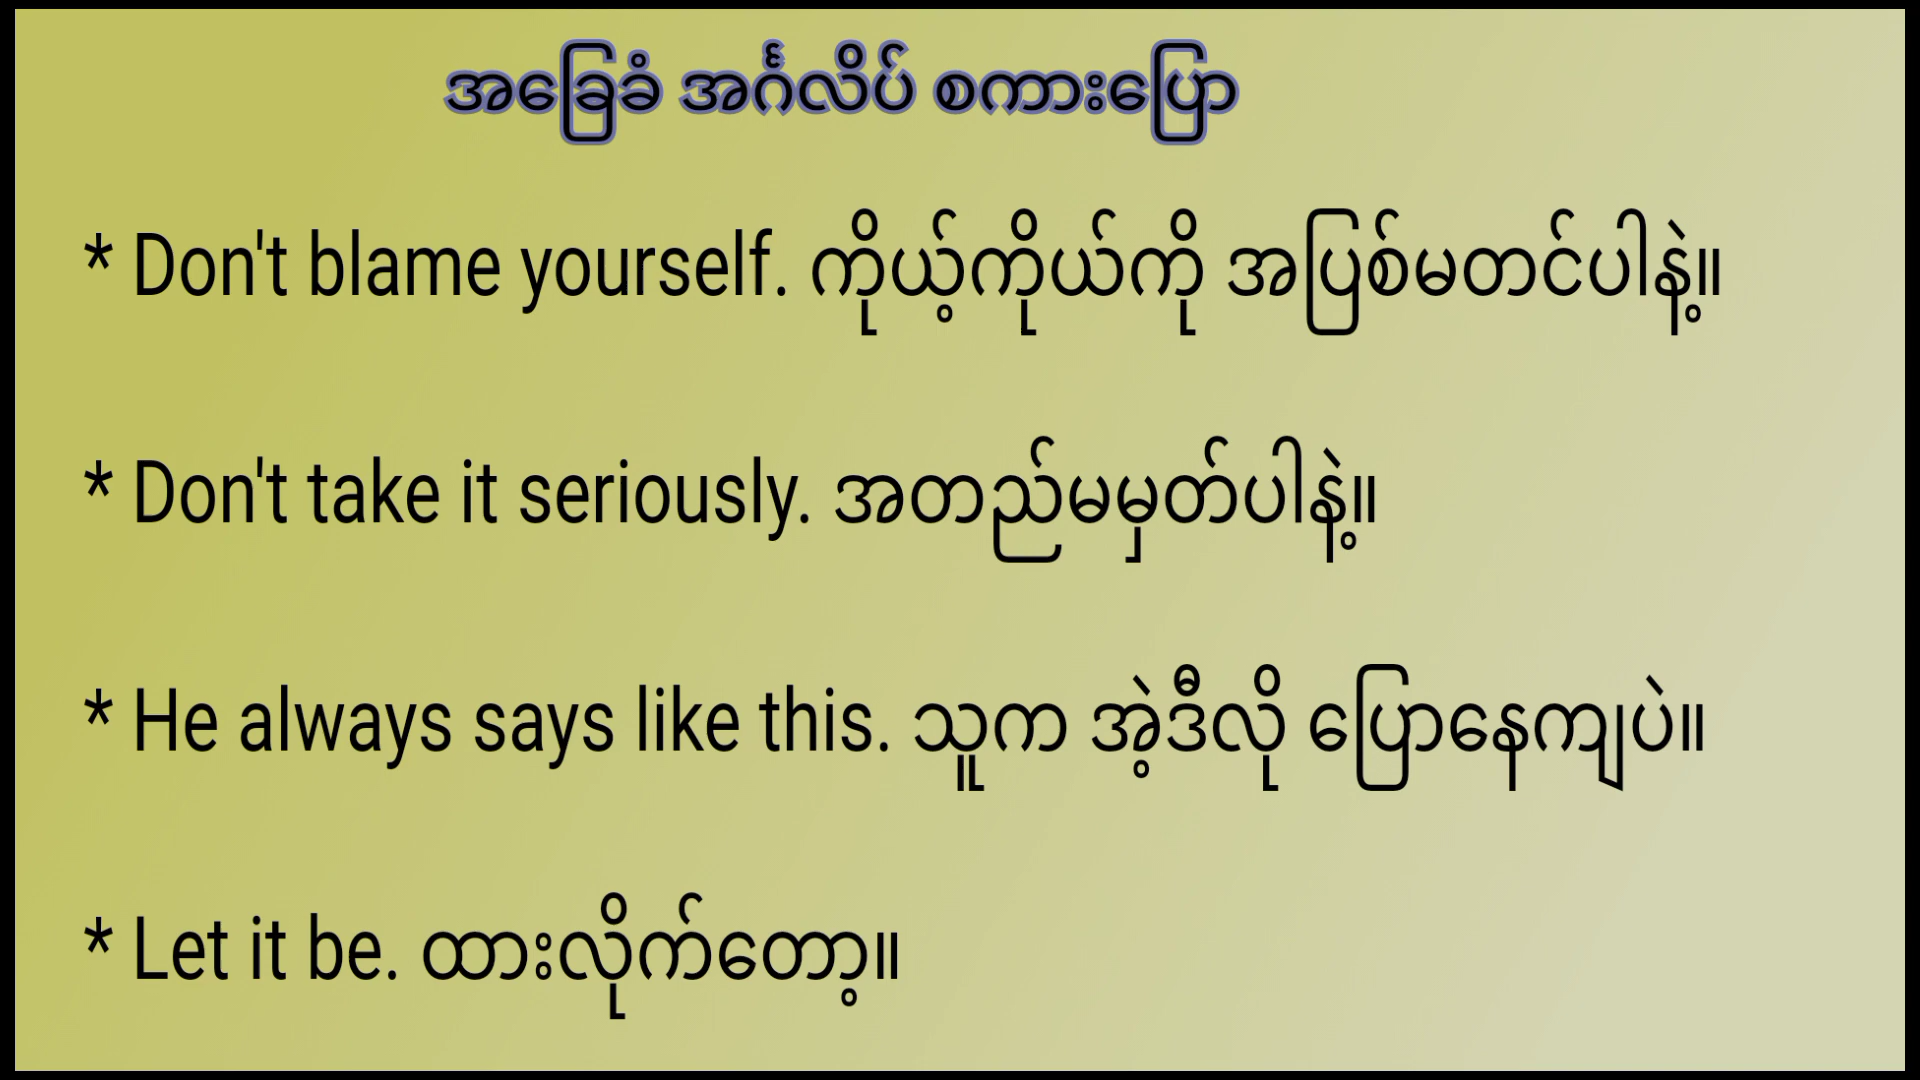 အခြေခံ အင်္ဂလိပ် စကားပြော
* Don't blame yourself. ကိုယ့်ကိုယ်ကို အပြစ်မတင်ပါနဲ့။
* Don't take it seriously. အတည်မမှတ်ပါနဲ့။
* He always says like this. သူက အဲ့ဒီလို ပြောနေကျပဲ။
* Let it be. ထားလိုက်တော့။